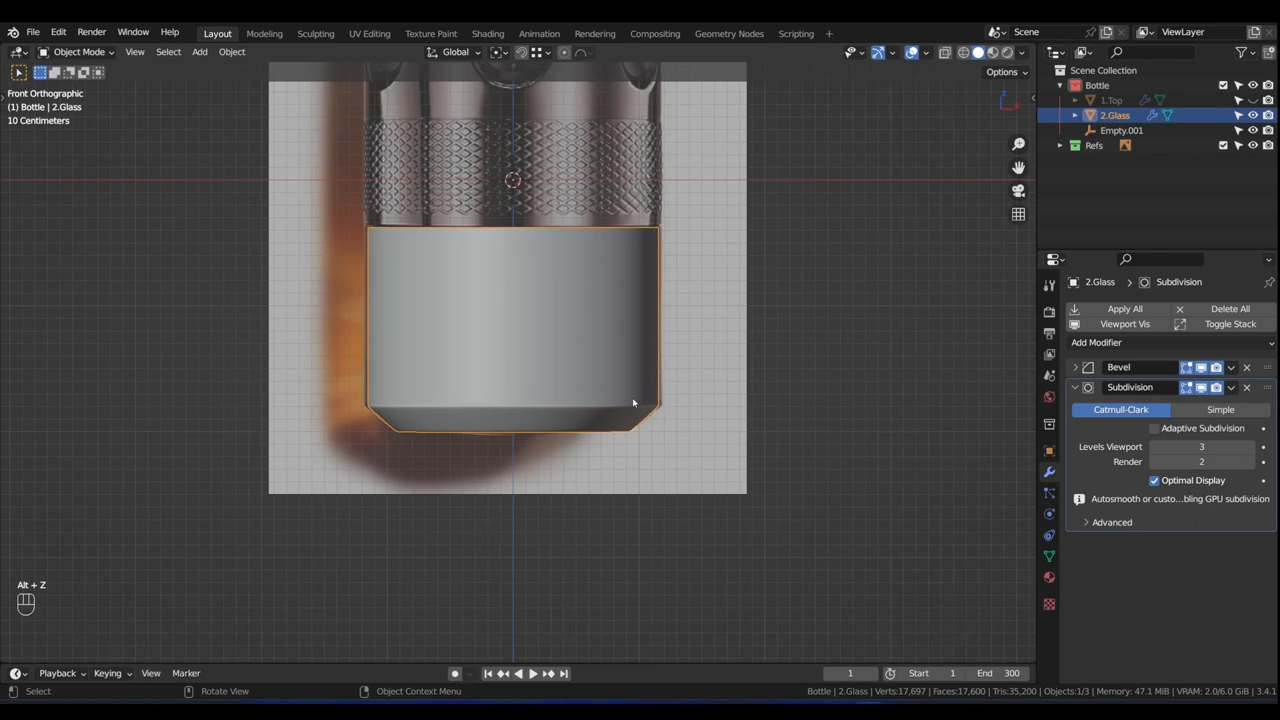 File Edit Render Window Help Layout Modeling Sculpting UV Editing Texture Paint Shading Animation Rendering Compositing Geometry Nodes Scripting + Scene ViewLayer
Object Mode View Select Add Object Global
Options
Front Orthographic
(1) Bottle | 2.Glass
10 Centimeters
Scene Collection
Bottle
1.Top
2.Glass
Empty.001
Refs
2.Glass > Subdivision
Apply All Delete All
Viewport Vis Toggle Stack
Add Modifier
Bevel
Subdivision
Catmull-Clark Simple
Adaptive Subdivision
Levels Viewport 3
Render 2
Optimal Display
Autosmooth or custo...bling GPU subdivision
Advanced
Alt + Z
Playback Keying View Marker 1 Start 1 End 300
Select Rotate View Object Context Menu Bottle | 2.Glass | Verts:17,697 | Faces:17,600 | Tris:35,200 | Objects:1/3 | Memory: 47.1 MiB | VRAM: 2.0/6.0 GiB | 3.4.1